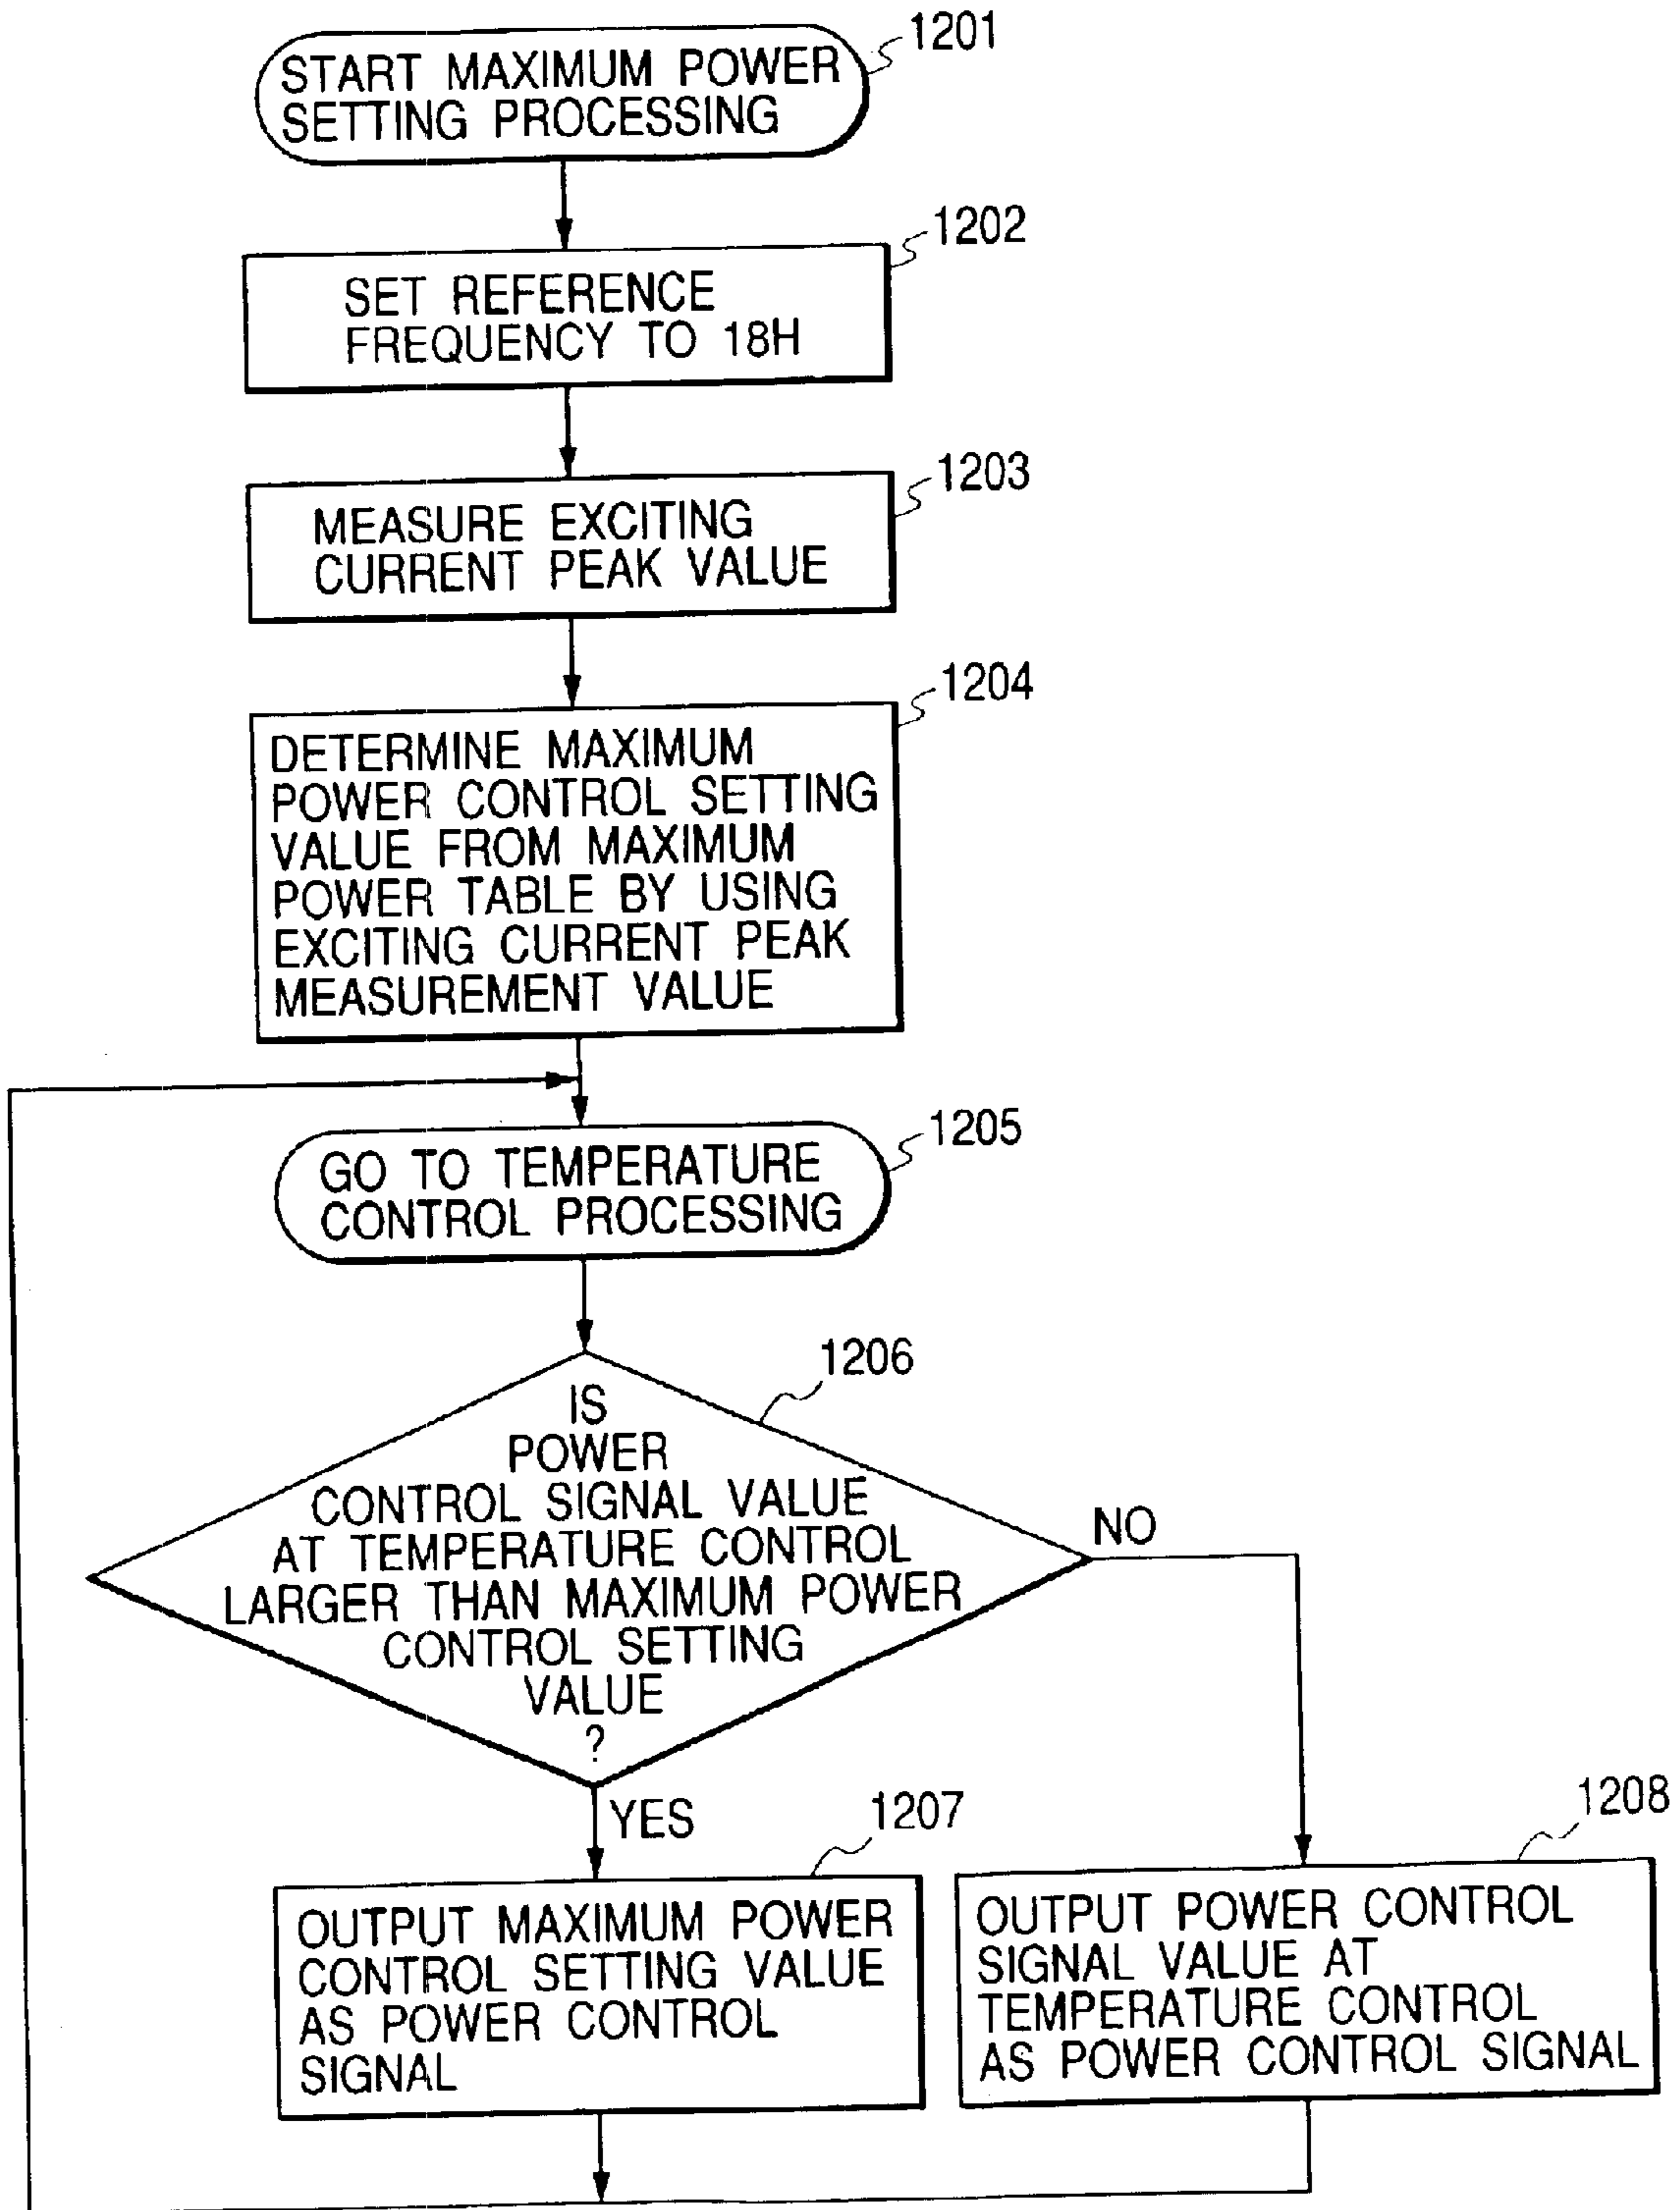 1201
START MAXIMUM POWER
SETTING PROCESSING
1202
SET REFERENCE
FREQUENCY TO 18H
1203
MEASURE EXCITING
CURRENT PEAK VALUE
1204
DETERMINE MAXIMUM
POWER CONTROL SETTING
VALUE FROM MAXIMUM
POWER TABLE BY USING
EXCITING CURRENT PEAK
MEASUREMENT VALUE
1205
GO TO TEMPERATURE
CONTROL PROCESSING
1206
IS
POWER
CONTROL SIGNAL VALUE
AT TEMPERATURE CONTROL
LARGER THAN MAXIMUM POWER
CONTROL SETTING
VALUE
?
NO
YES
1207
OUTPUT MAXIMUM POWER
CONTROL SETTING VALUE
AS POWER CONTROL
SIGNAL
1208
OUTPUT POWER CONTROL
SIGNAL VALUE AT
TEMPERATURE CONTROL
AS POWER CONTROL SIGNAL